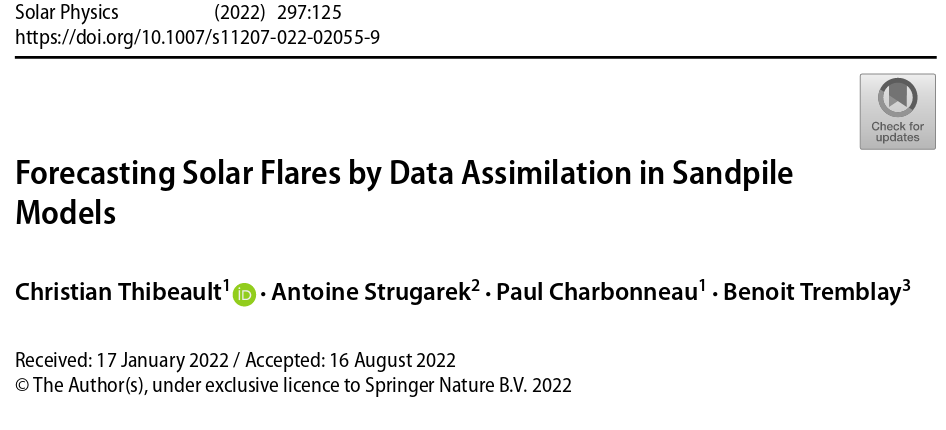 Solar Physics (2022) 297:125
https://doi.org/10.1007/s11207-022-02055-9
Check for
updates
Forecasting Solar Flares by Data Assimilation in Sandpile
Models
Christian Thibeault1 iD · Antoine Strugarek2 · Paul Charbonneau1 · Benoit Tremblay3
Received: 17 January 2022 / Accepted: 16 August 2022
© The Author(s), under exclusive licence to Springer Nature B.V. 2022